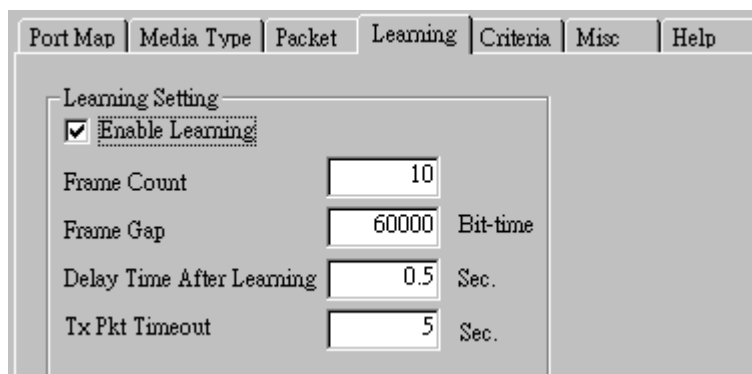 Port Map Media Type Packet Learning Criteria Misc Help
Learning Setting
Enable Learning
Frame Count 10
Frame Gap 60000 Bit-time
Delay Time After Learning 0.5 Sec.
Tx Pkt Timeout 5 Sec.